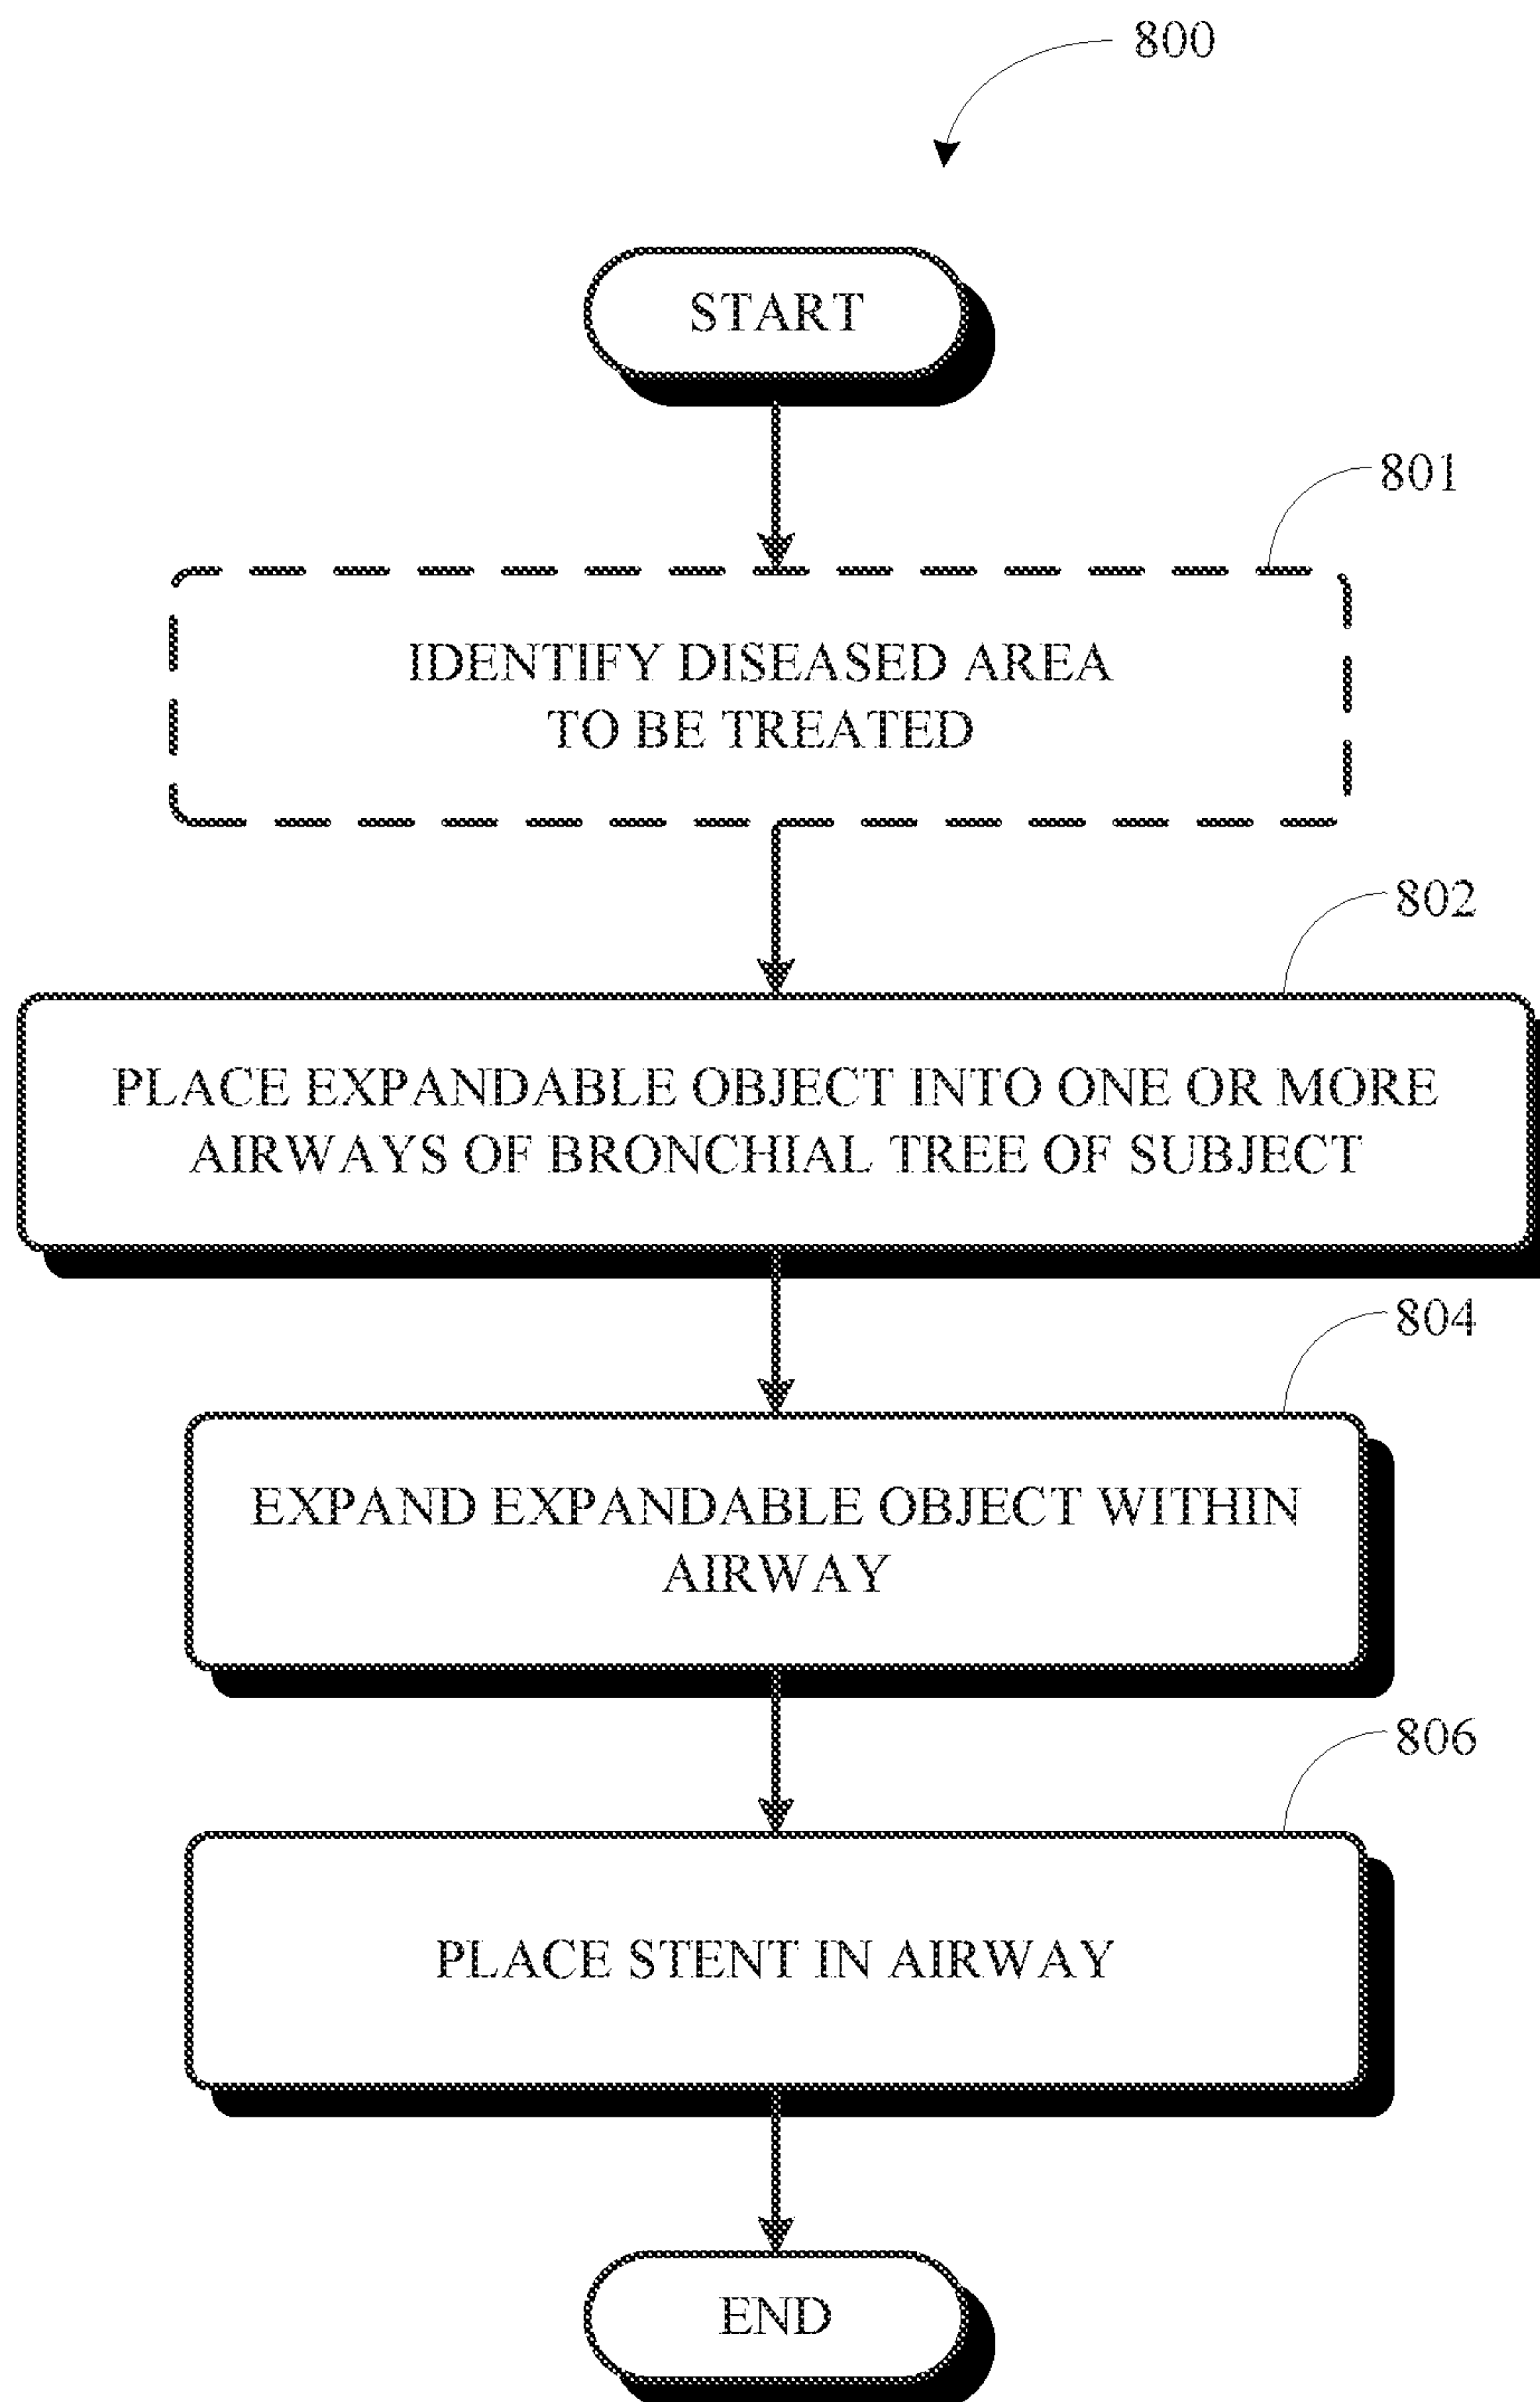 800
START
801
IDENTIFY DISEASED AREA
TO BE TREATED
802
PLACE EXPANDABLE OBJECT INTO ONE OR MORE
AIRWAYS OF BRONCHIAL TREE OF SUBJECT
804
EXPAND EXPANDABLE OBJECT WITHIN
AIRWAY
806
PLACE STENT IN AIRWAY
END